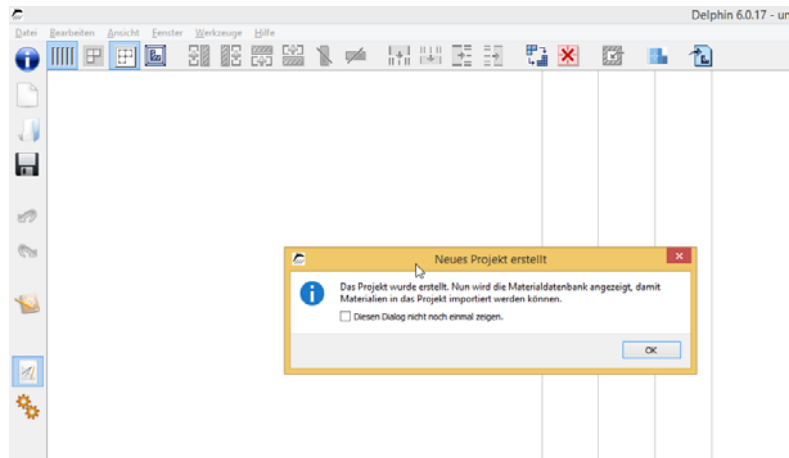 Delphin 6.0.17 - un
Datei Bearbeiten Ansicht Fenster Werkzeuge Hilfe
Neues Projekt erstellt
Das Projekt wurde erstellt. Nun wird die Materialdatenbank angezeigt, damit
Materialien in das Projekt importiert werden können.
Diesen Dialog nicht noch einmal zeigen.
OK